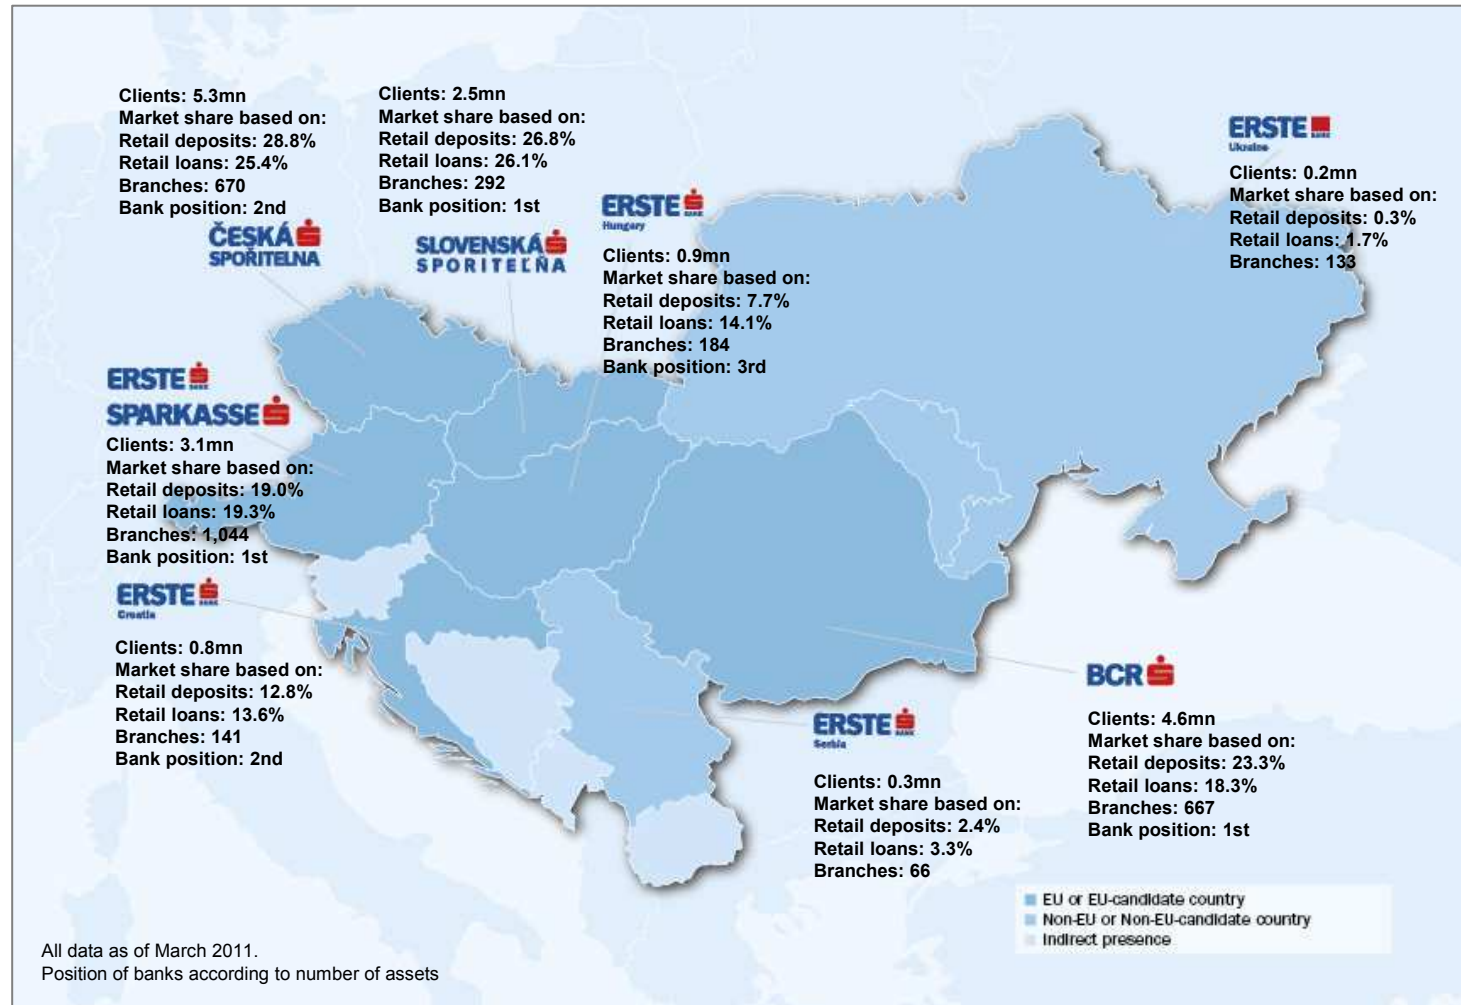 Clients: 5.3mn
Market share based on:
Retail deposits: 28.8%
Retail loans: 25.4%
Branches: 670
Bank position: 2nd
ČESKÁ
SPOŘITELNA
Clients: 2.5mn
Market share based on:
Retail deposits: 26.8%
Retail loans: 26.1%
Branches: 292
Bank position: 1st
SLOVENSKÁ
SPORITEĽŇA
ERSTE
BANK
Hungary
Clients: 0.9mn
Market share based on:
Retail deposits: 7.7%
Retail loans: 14.1%
Branches: 184
Bank position: 3rd
ERSTE
BANK
Ukraine
Clients: 0.2mn
Market share based on:
Retail deposits: 0.3%
Retail loans: 1.7%
Branches: 133
ERSTE
BANK
SPARKASSE
Clients: 3.1mn
Market share based on:
Retail deposits: 19.0%
Retail loans: 19.3%
Branches: 1,044
Bank position: 1st
ERSTE
BANK
Croatia
Clients: 0.8mn
Market share based on:
Retail deposits: 12.8%
Retail loans: 13.6%
Branches: 141
Bank position: 2nd
ERSTE
BANK
Serbia
Clients: 0.3mn
Market share based on:
Retail deposits: 2.4%
Retail loans: 3.3%
Branches: 66
BCR
Clients: 4.6mn
Market share based on:
Retail deposits: 23.3%
Retail loans: 18.3%
Branches: 667
Bank position: 1st
EU or EU-candidate country
Non-EU or Non-EU-candidate country
Indirect presence
All data as of March 2011.
Position of banks according to number of assets